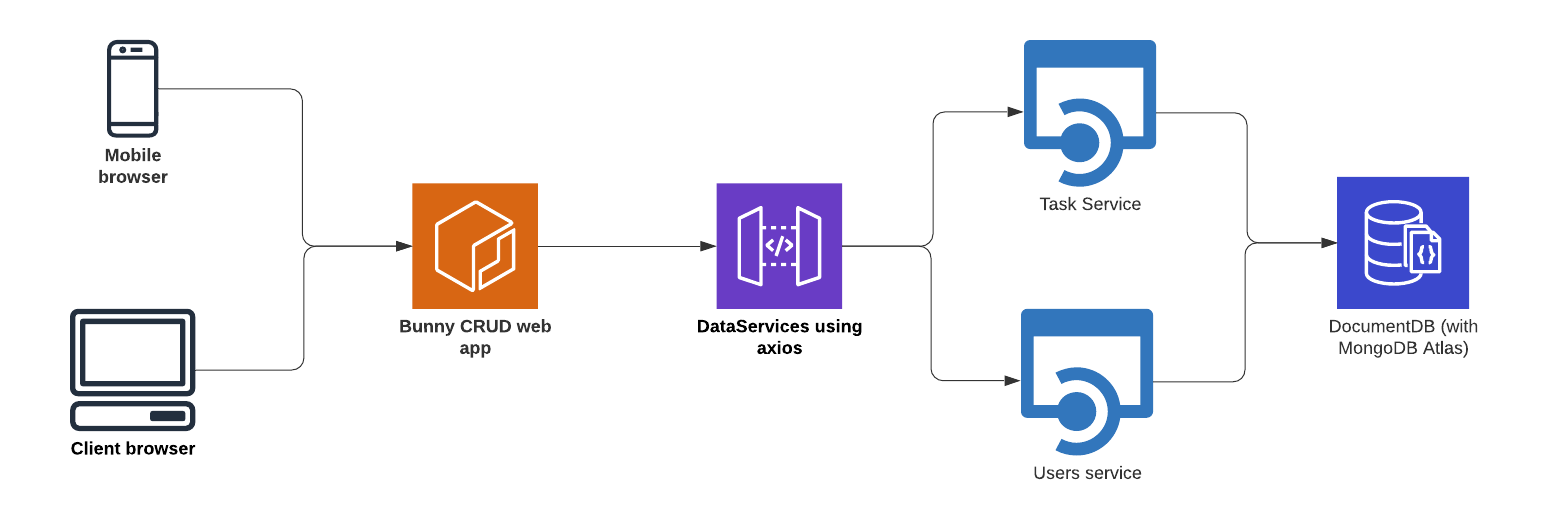 Mobile
browser
Client browser
Bunny CRUD web
app
DataServices using
axios
</>
Task Service
Users service
{}
DocumentDB (with
MongoDB Atlas)